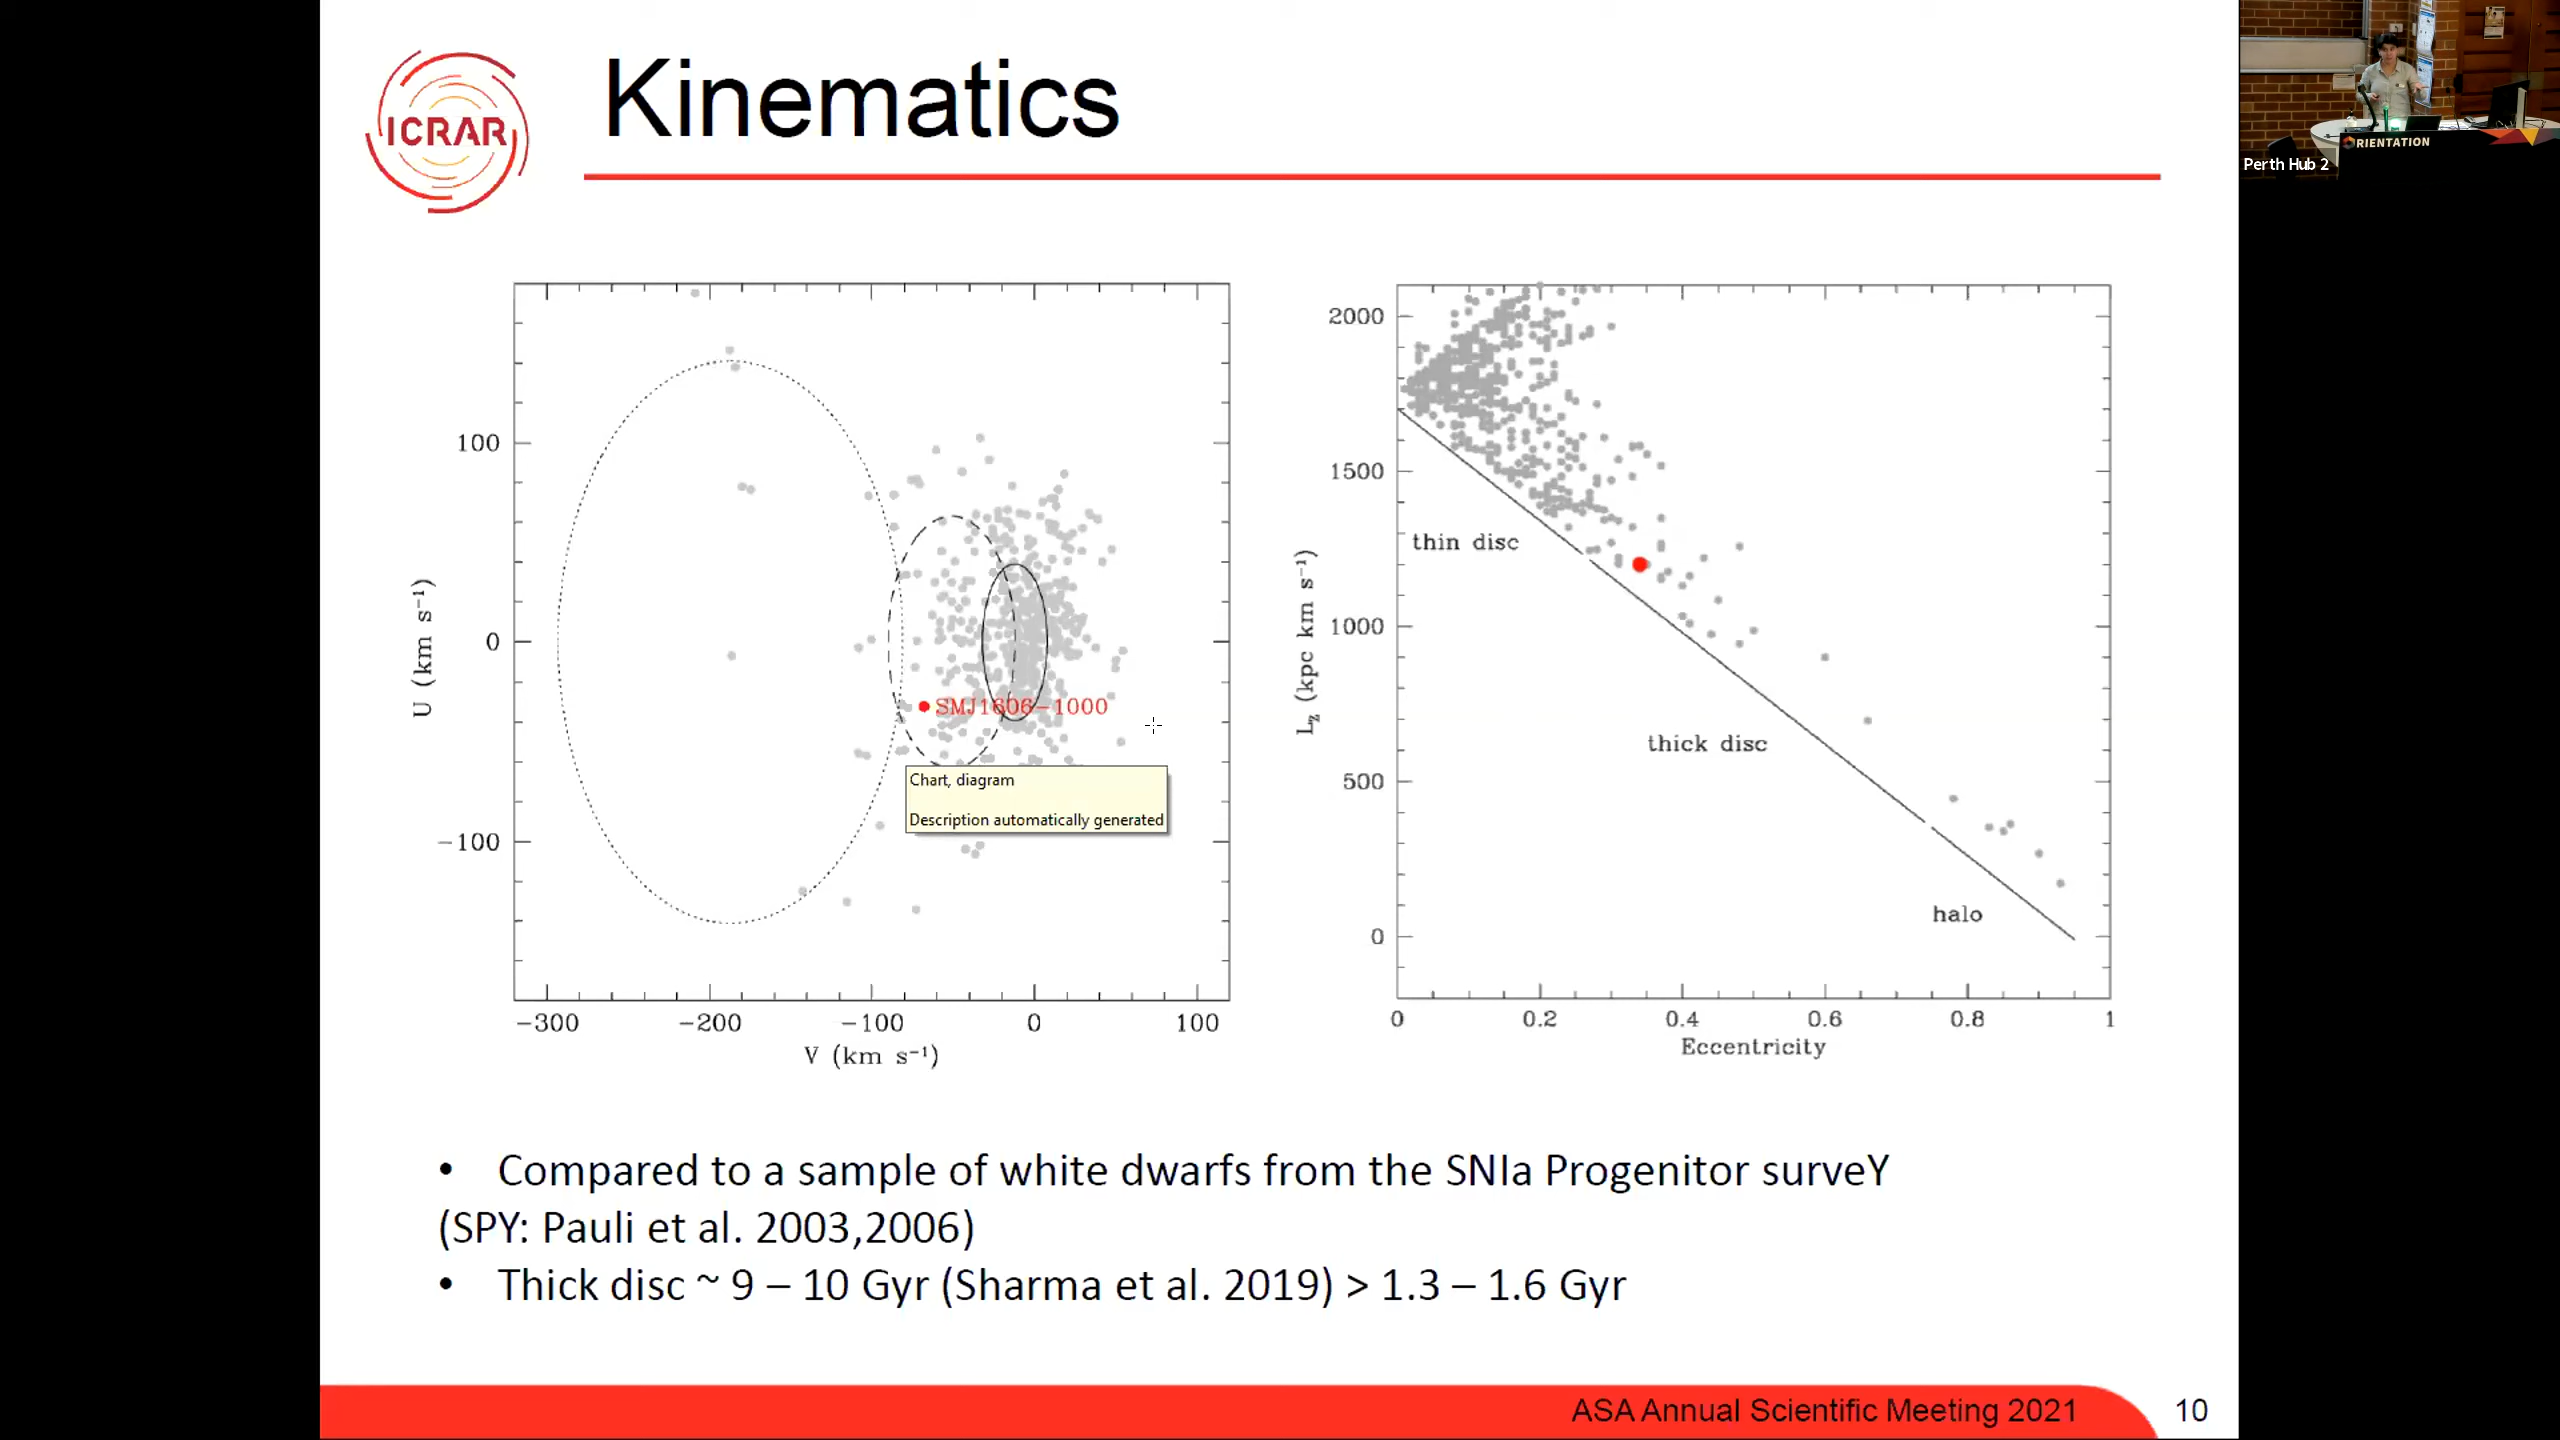 ICRAR
Kinematics
RIENTATION
Perth Hub 2
100
0
−100
U (km s⁻¹)
SMJ1606−1000
Chart, diagram
Description automatically generated
−300 −200 −100 0 100
V (km s⁻¹)
2000
1500
1000
500
0
L_z (kpc km s⁻¹)
thin disc
thick disc
halo
0 0.2 0.4 0.6 0.8 1
Eccentricity
• Compared to a sample of white dwarfs from the SNIa Progenitor surveY
(SPY: Pauli et al. 2003,2006)
• Thick disc ~ 9 – 10 Gyr (Sharma et al. 2019) > 1.3 – 1.6 Gyr
ASA Annual Scientific Meeting 2021
10